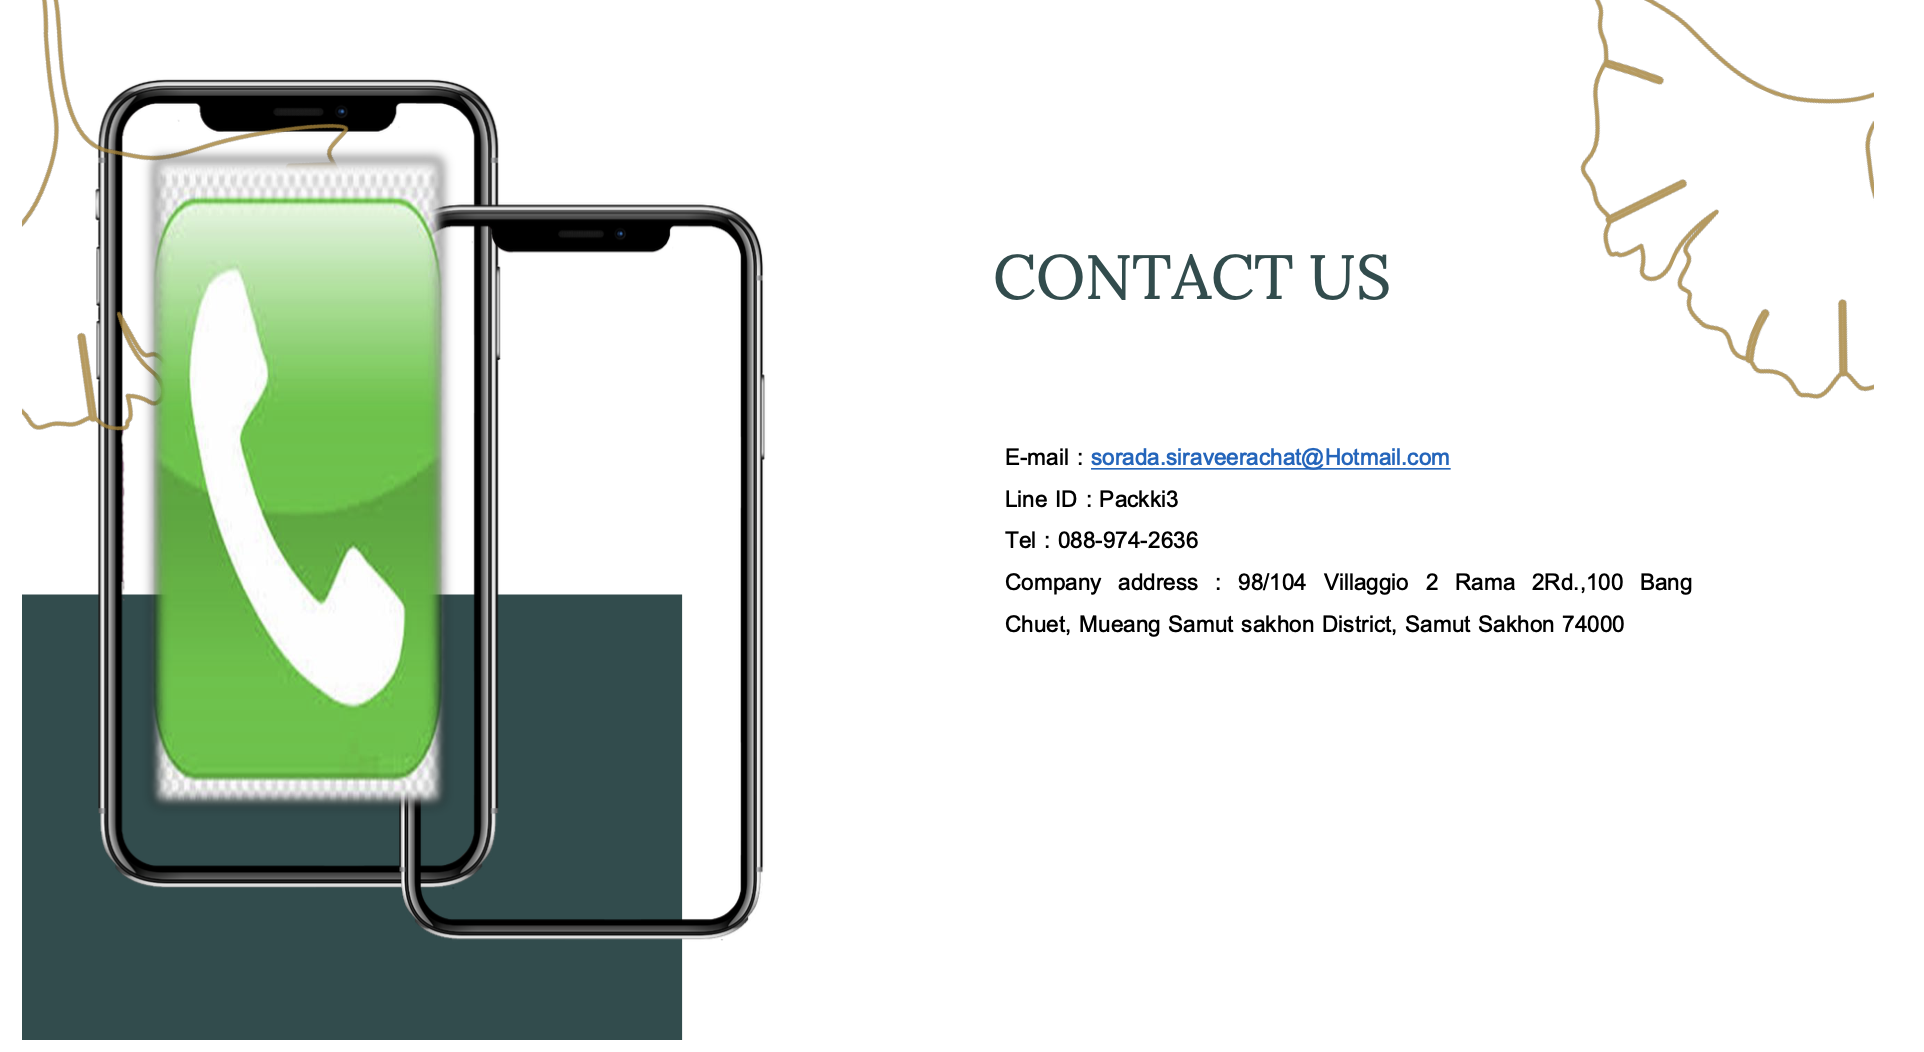 CONTACT US
E-mail : sorada.siraveerachat@Hotmail.com
Line ID : Packki3
Tel : 088-974-2636
Company address : 98/104 Villaggio 2 Rama 2Rd.,100 Bang
Chuet, Mueang Samut sakhon District, Samut Sakhon 74000